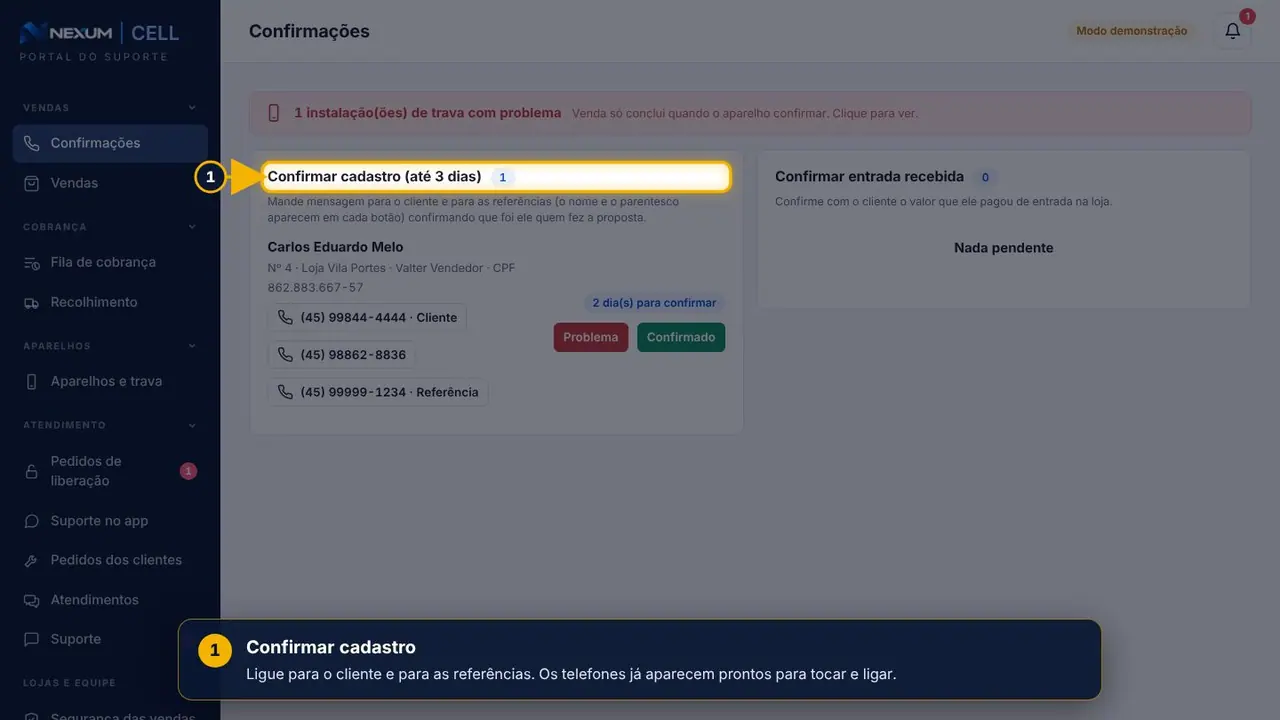 NEXUM | CELL
PORTAL DO SUPORTE
VENDAS
Confirmações
Vendas
COBRANÇA
Fila de cobrança
Recolhimento
APARELHOS
Aparelhos e trava
ATENDIMENTO
Pedidos de
liberação
1
Suporte no app
Pedidos dos clientes
Atendimentos
Suporte
LOJAS E EQUIPE
Segurança das vendas
Confirmações
Modo demonstração
1
1 instalação(ões) de trava com problema Venda só conclui quando o aparelho confirmar. Clique para ver.
1
Confirmar cadastro (até 3 dias) 1
Mande mensagem para o cliente e para as referências (o nome e o parentesco
aparecem em cada botão) confirmando que foi ele quem fez a proposta.
Carlos Eduardo Melo
Nº 4 · Loja Vila Portes · Valter Vendedor · CPF
862.883.667-57
2 dia(s) para confirmar
(45) 99844-4444 · Cliente
Problema
Confirmado
(45) 98862-8836
(45) 99999-1234 · Referência
Confirmar entrada recebida 0
Confirme com o cliente o valor que ele pagou de entrada na loja.
Nada pendente
1
Confirmar cadastro
Ligue para o cliente e para as referências. Os telefones já aparecem prontos para tocar e ligar.